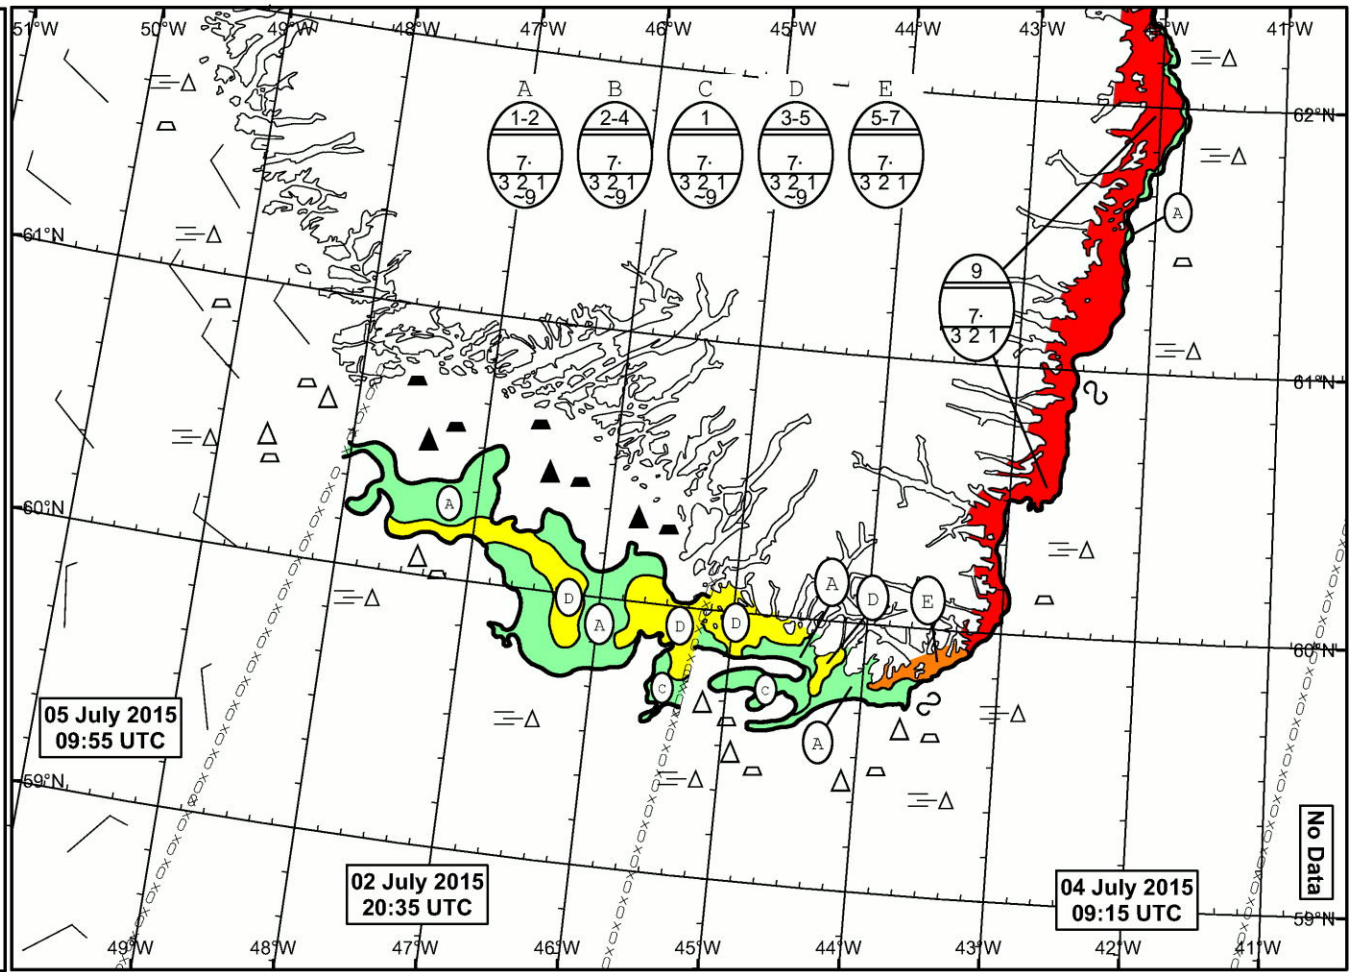 51°W 50°W 49°W 48°W 47°W 46°W 45°W 44°W 43°W 42°W 41°W
A B C D E
1-2 2-4 1 3-5 5-7
7· 7· 7· 7· 7·
3 2 1 3 2 1 3 2 1 3 2 1 3 2 1
~9 ~9 ~9 ~9
62°N
A
61°N
9
7·
3 2 1
61°N
A
60°N
D
A
D
D
A
D
E
60°N
C
C
A
05 July 2015
09:55 UTC
59°N
No Data
02 July 2015
20:35 UTC
04 July 2015
09:15 UTC
59°N
49°W 48°W 47°W 46°W 45°W 44°W 43°W 42°W 41°W